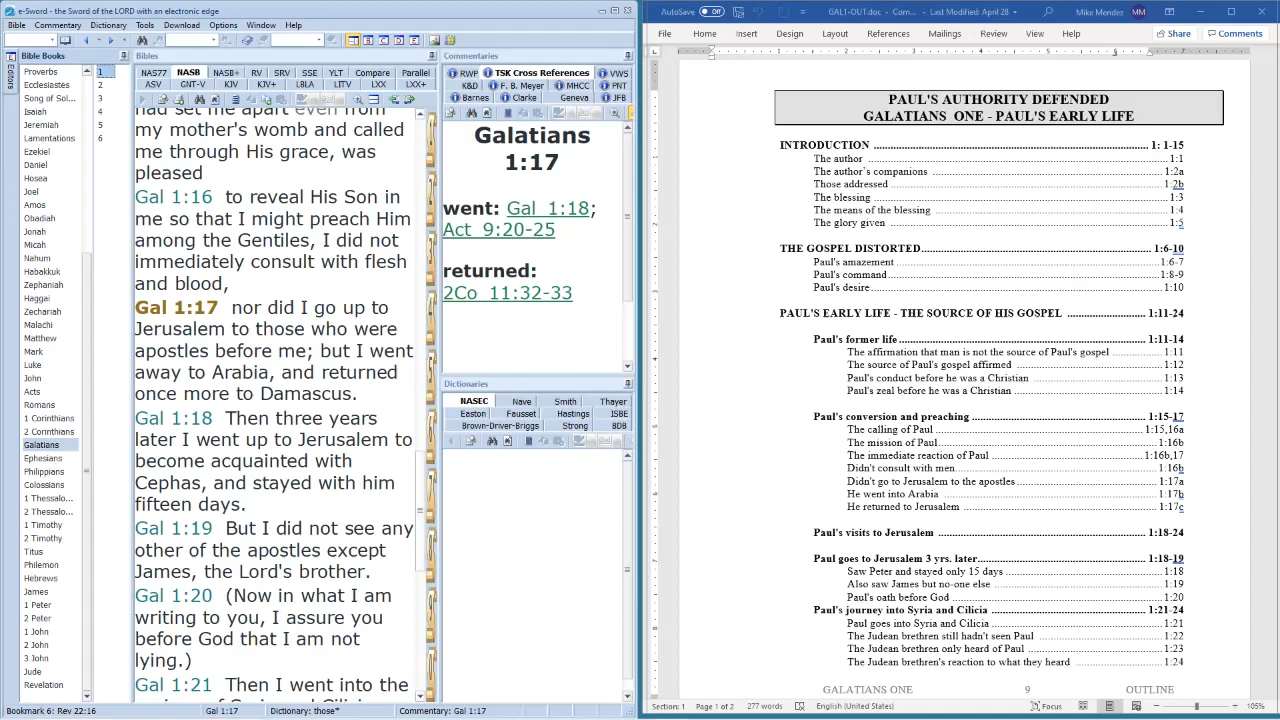 e-Sword - the Sword of the LORD with an electronic edge
Bible Commentary Dictionary Tools Download Options Window Help
Editors
Bible Books
Proverbs
Ecclesiastes
Song of Sol...
Isaiah
Jeremiah
Lamentations
Ezekiel
Daniel
Hosea
Joel
Amos
Obadiah
Jonah
Micah
Nahum
Habakkuk
Zephaniah
Haggai
Zechariah
Malachi
Matthew
Mark
Luke
John
Acts
Romans
1 Corinthians
2 Corinthians
Galatians
Ephesians
Philippians
Colossians
1 Thessalo...
2 Thessalo...
1 Timothy
2 Timothy
Titus
Philemon
Hebrews
James
1 Peter
2 Peter
1 John
2 John
3 John
Jude
Revelation
1
2
3
4
5
6
Bibles
NAS77 NASB NASB+ RV SRV SSE YLT Compare Parallel
ASV GNT-V KJV KJV+ LBLA LITV LXX LXX+
had set me apart even from
my mother's womb and called
me through His grace, was
pleased
Gal 1:16 to reveal His Son in
me so that I might preach Him
among the Gentiles, I did not
immediately consult with flesh
and blood,
Gal 1:17 nor did I go up to
Jerusalem to those who were
apostles before me; but I went
away to Arabia, and returned
once more to Damascus.
Gal 1:18 Then three years
later I went up to Jerusalem to
become acquainted with
Cephas, and stayed with him
fifteen days.
Gal 1:19 But I did not see any
other of the apostles except
James, the Lord's brother.
Gal 1:20 (Now in what I am
writing to you, I assure you
before God that I am not
lying.)
Gal 1:21 Then I went into the
Commentaries
RWP TSK Cross References VWS
K&D F. B. Meyer MHCC PNT
Barnes Clarke Geneva JFB
Galatians
1:17
went: Gal 1:18;
Act 9:20-25
returned:
2Co 11:32-33
Dictionaries
NASEC Nave Smith Thayer
Easton Fausset Hastings ISBE
Brown-Driver-Briggs Strong BDB
Bookmark 6: Rev 22:16 Gal 1:17 Dictionary: those* Commentary: Gal 1:17
AutoSave Off GAL1-OUT.doc - Com... - Last Modified: April 28 Mike Mendez MM
File Home Insert Design Layout References Mailings Review View Help Share Comments
PAUL'S AUTHORITY DEFENDED
GALATIANS ONE - PAUL'S EARLY LIFE
INTRODUCTION 1: 1-15
The author 1:1
The author`s companions 1:2a
Those addressed 1:2b
The blessing 1:3
The means of the blessing 1:4
The glory given 1:5
THE GOSPEL DISTORTED 1:6-10
Paul's amazement 1:6-7
Paul's command 1:8-9
Paul's desire 1:10
PAUL'S EARLY LIFE - THE SOURCE OF HIS GOSPEL 1:11-24
Paul's former life 1:11-14
The affirmation that man is not the source of Paul's gospel 1:11
The source of Paul's gospel affirmed 1:12
Paul's conduct before he was a Christian 1:13
Paul's zeal before he was a Christian 1:14
Paul's conversion and preaching 1:15-17
The calling of Paul 1:15,16a
The mission of Paul 1:16b
The immediate reaction of Paul 1:16b,17
Didn't consult with men 1:16b
Didn't go to Jerusalem to the apostles 1:17a
He went into Arabia 1:17b
He returned to Jerusalem 1:17c
Paul's visits to Jerusalem 1:18-24
Paul goes to Jerusalem 3 yrs. later 1:18-19
Saw Peter and stayed only 15 days 1:18
Also saw James but no-one else 1:19
Paul's oath before God 1:20
Paul's journey into Syria and Cilicia 1:21-24
Paul goes into Syria and Cilicia 1:21
The Judean brethren still hadn't seen Paul 1:22
The Judean brethren only heard of Paul 1:23
The Judean brethren's reaction to what they heard 1:24
GALATIANS ONE 9 OUTLINE
Section: 1 Page 1 of 2 277 words English (United States) Focus 105%